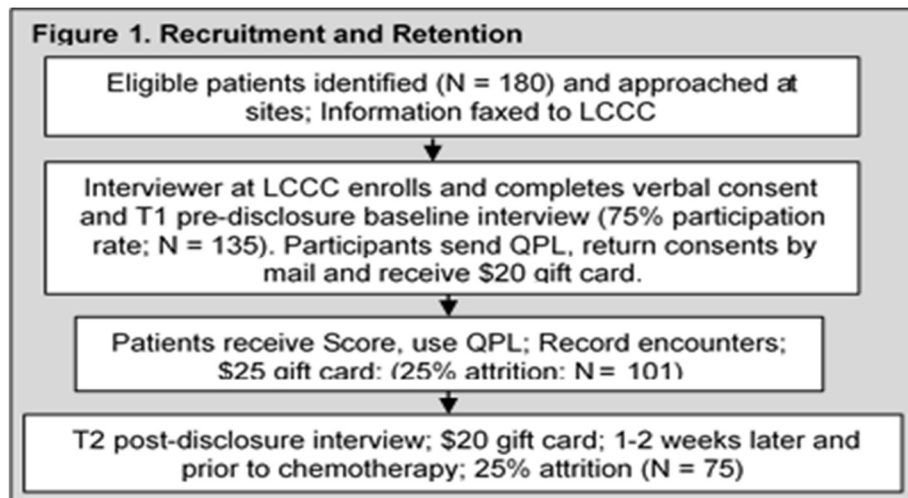 Figure 1. Recruitment and Retention
Eligible patients identified (N = 180) and approached at
sites; Information faxed to LCCC
Interviewer at LCCC enrolls and completes verbal consent
and T1 pre-disclosure baseline interview (75% participation
rate; N = 135). Participants send QPL, return consents by
mail and receive $20 gift card.
Patients receive Score, use QPL; Record encounters;
$25 gift card; (25% attrition; N = 101)
T2 post-disclosure interview; $20 gift card; 1-2 weeks later and
prior to chemotherapy; 25% attrition (N = 75)